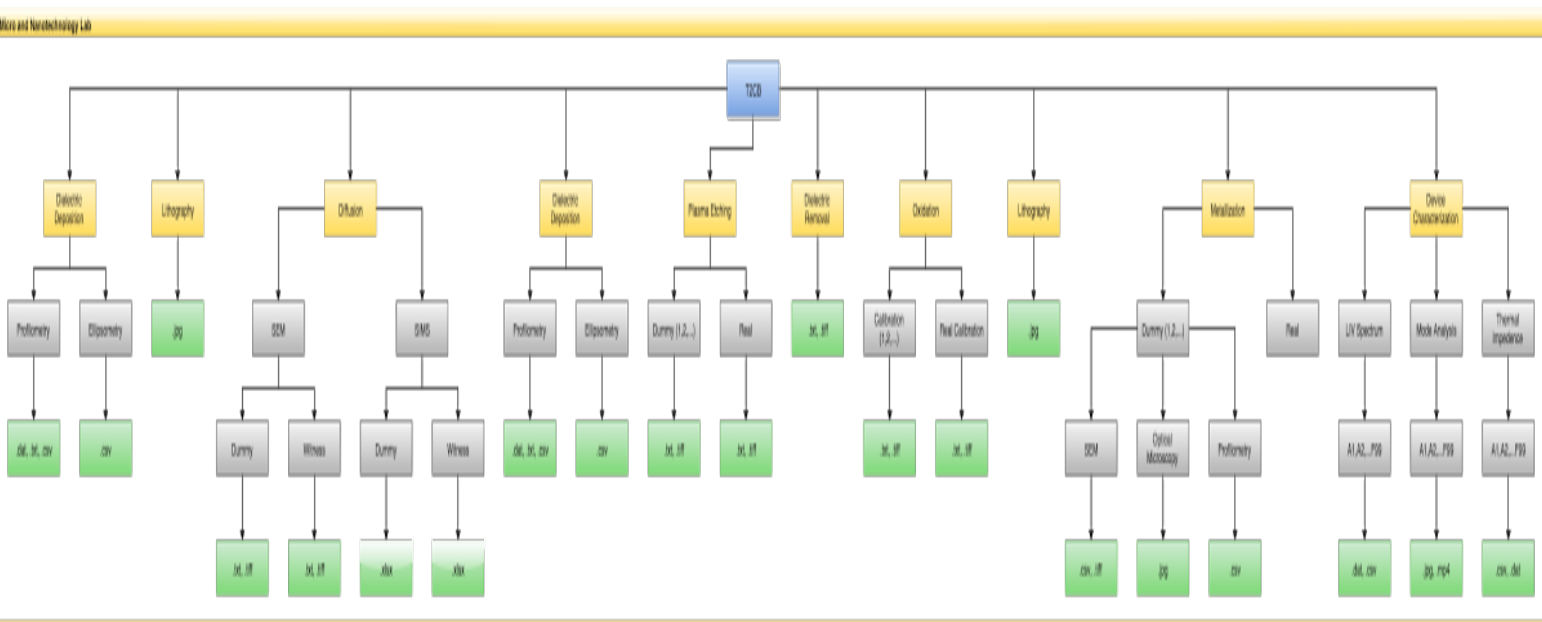 Micro and Nanotechnology Lab
T2CD
Dielectric
Deposition
Lithography
Diffusion
Dielectric
Deposition
Plasma Etching
Dielectric
Removal
Oxidation
Lithography
Metallization
Device
Characterization
Profilometry
Ellipsometry
.jpg
SEM
SIMS
Profilometry
Ellipsometry
Dummy (1,2,...)
Real
.txt, .tiff
Calibration
(1,2,...)
Real Calibration
.jpg
Dummy (1,2,...)
Real
LIV Spectrum
Mode Analysis
Thermal
Impedance
.dat, .txt, .csv
.csv
Dummy
Witness
Dummy
Witness
.dat, .txt, .csv
.csv
.txt, .tiff
.txt, .tiff
.txt, .tiff
.txt, .tiff
SEM
Optical
Microscopy
Profilometry
A1,A2,...F99
A1,A2,...F99
A1,A2,...F99
.txt, .tiff
.txt, .tiff
.xlsx
.xlsx
.csv, .tiff
.jpg
.csv
.dat, .csv
.jpg, .mp4
.csv, .dat